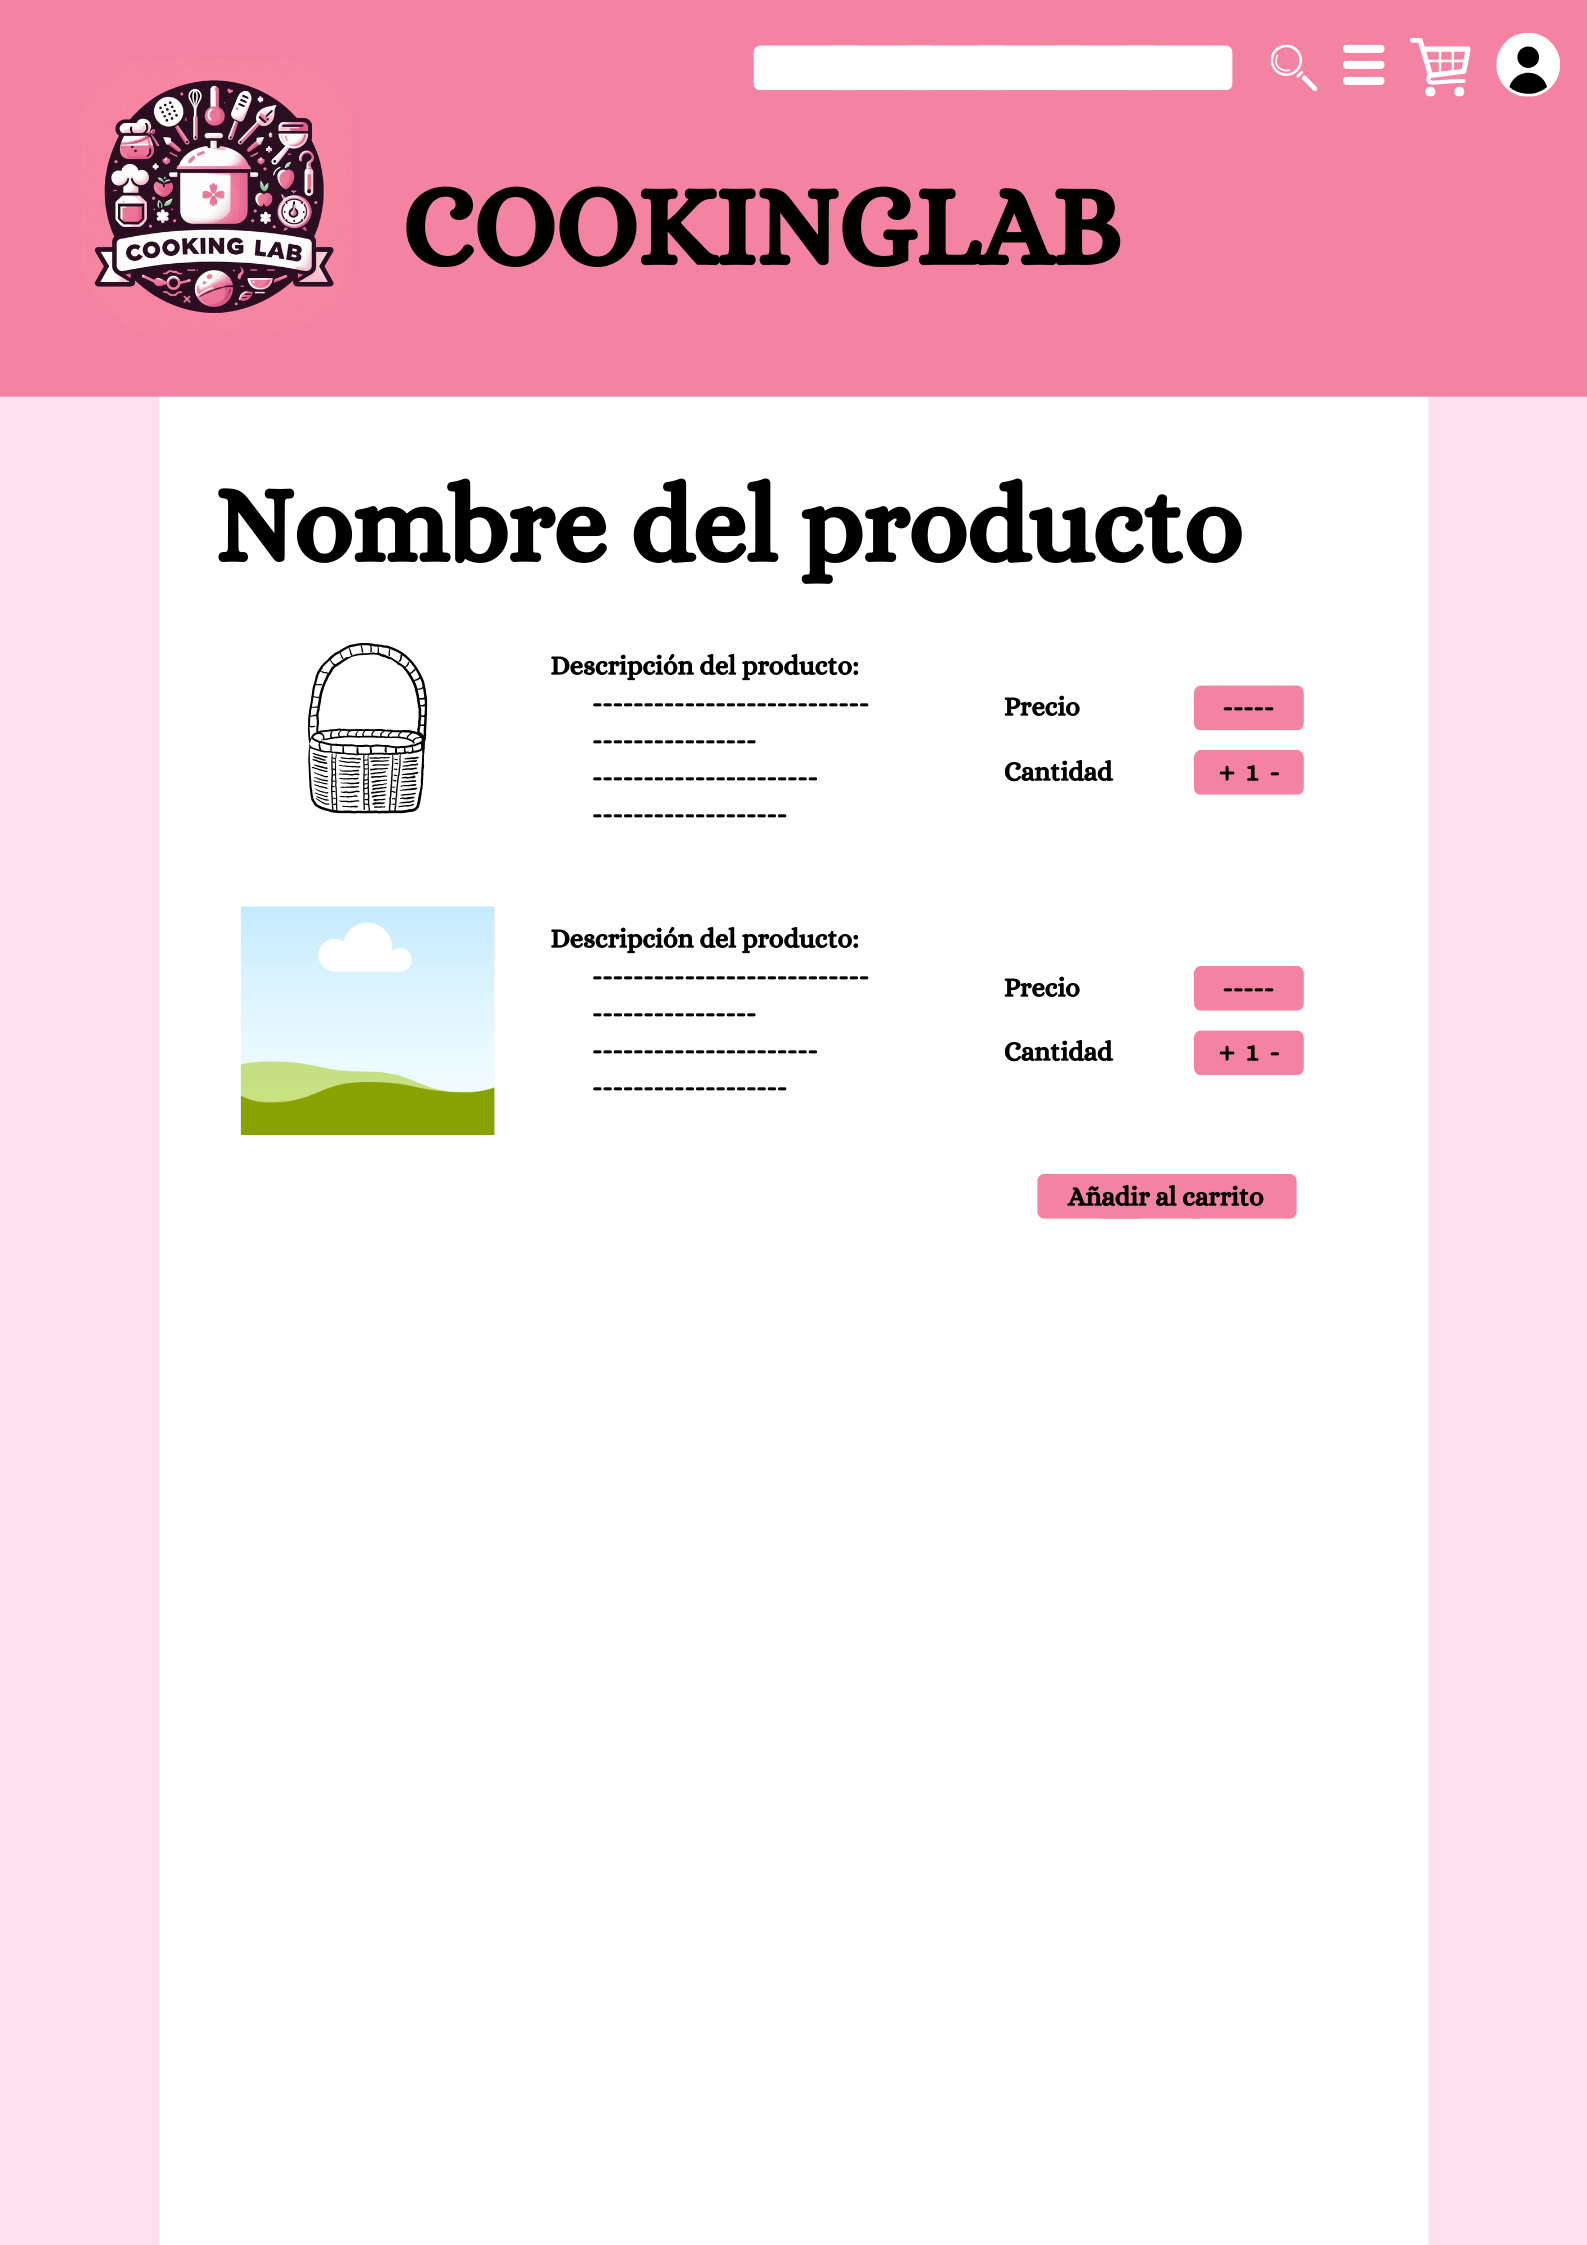 COOKING LAB
COOKINGLAB
Nombre del producto
Descripción del producto:
---------------------------
----------------
----------------------
-------------------
Precio -----
Cantidad + 1 -
Descripción del producto:
---------------------------
----------------
----------------------
-------------------
Precio -----
Cantidad + 1 -
Añadir al carrito